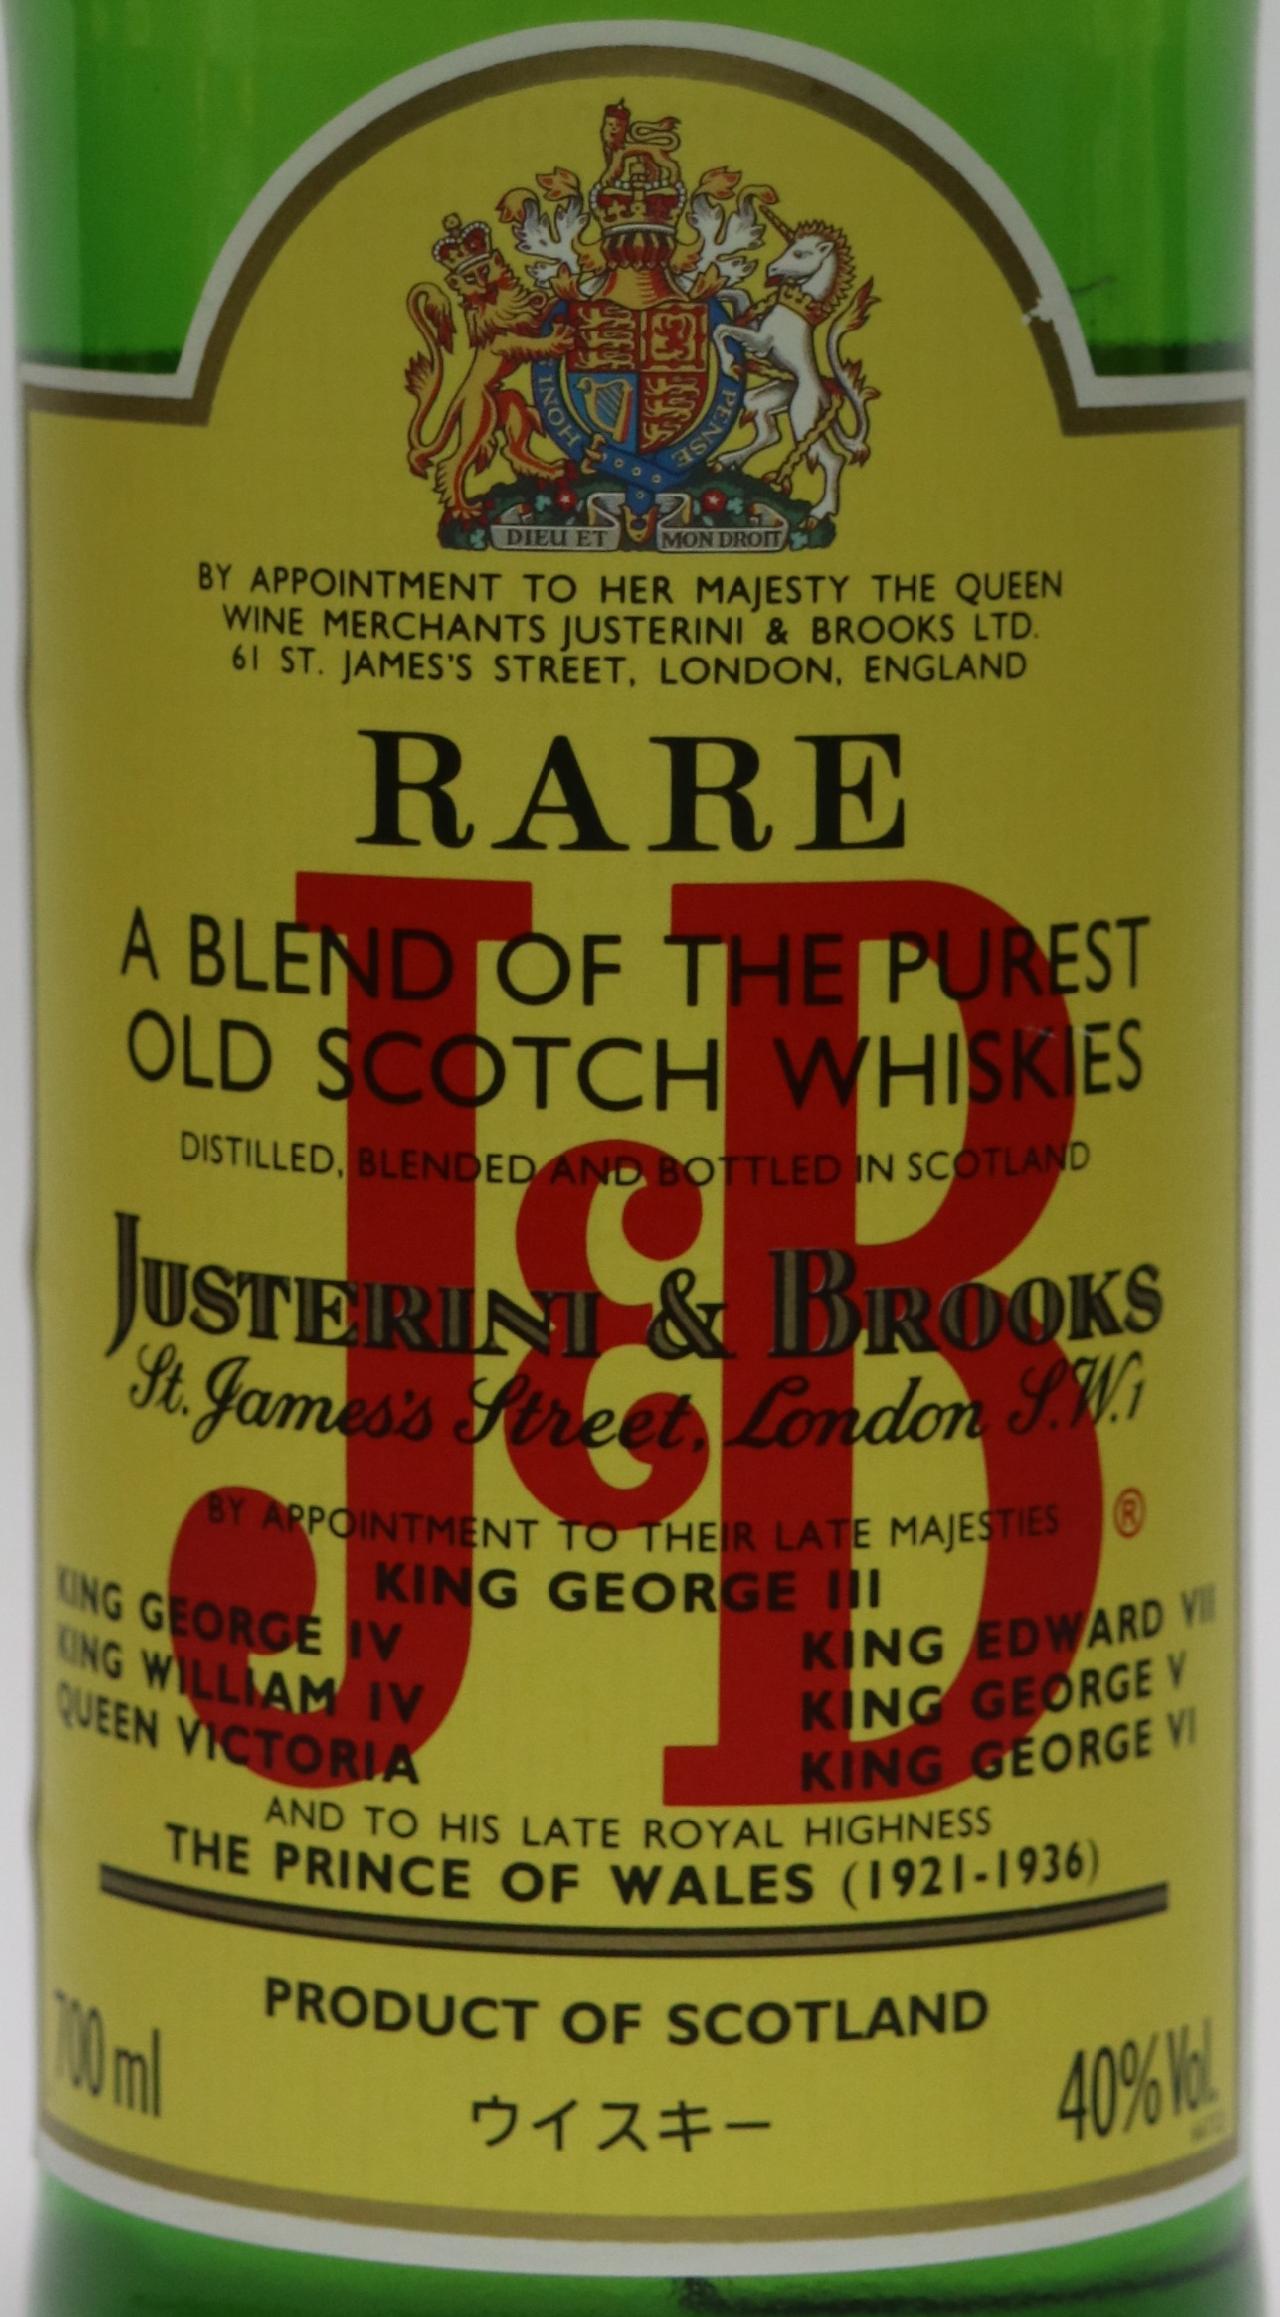 HONI
PENSE
DIEU ET MON DROIT
BY APPOINTMENT TO HER MAJESTY THE QUEEN
WINE MERCHANTS JUSTERINI & BROOKS LTD.
61 ST. JAMES'S STREET, LONDON, ENGLAND
RARE
J&B
A BLEND OF THE PUREST
OLD SCOTCH WHISKIES
DISTILLED, BLENDED AND BOTTLED IN SCOTLAND
JUSTERINI & BROOKS
St. James's Street, London S.W.1
BY APPOINTMENT TO THEIR LATE MAJESTIES ®
KING GEORGE III
KING GEORGE IV
KING WILLIAM IV
QUEEN VICTORIA
KING EDWARD VII
KING GEORGE V
KING GEORGE VI
AND TO HIS LATE ROYAL HIGHNESS
THE PRINCE OF WALES (1921-1936)
PRODUCT OF SCOTLAND
700 ml
40% Vol.
ウイスキー